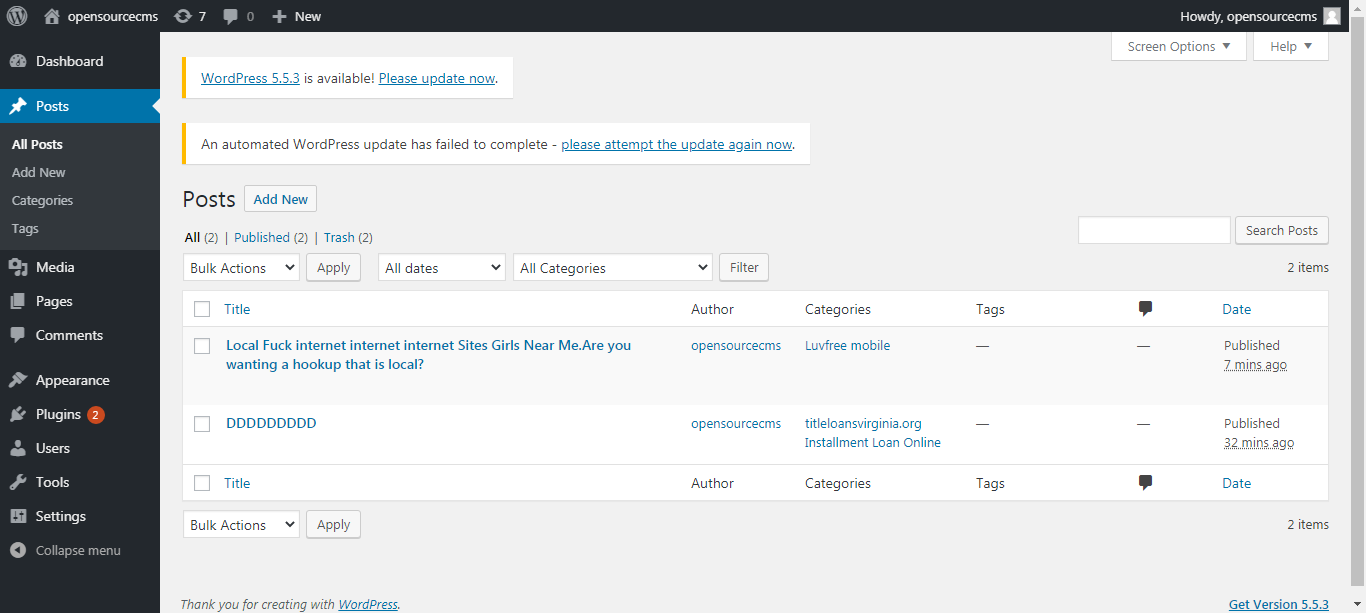 opensourcecms 7 0 New Howdy, opensourcecms
Screen Options Help
Dashboard
Posts
All Posts
Add New
Categories
Tags
Media
Pages
Comments
Appearance
Plugins 2
Users
Tools
Settings
Collapse menu
WordPress 5.5.3 is available! Please update now.
An automated WordPress update has failed to complete - please attempt the update again now.
Posts Add New
All (2) | Published (2) | Trash (2)
Search Posts
Bulk Actions Apply All dates All Categories Filter 2 items
Title Author Categories Tags Date
Local Fuck internet internet internet Sites Girls Near Me.Are you opensourcecms Luvfree mobile — — Published
wanting a hookup that is local? 7 mins ago
DDDDDDDDD opensourcecms titleloansvirginia.org — — Published
Installment Loan Online 32 mins ago
Title Author Categories Tags Date
Bulk Actions Apply 2 items
Thank you for creating with WordPress. Get Version 5.5.3